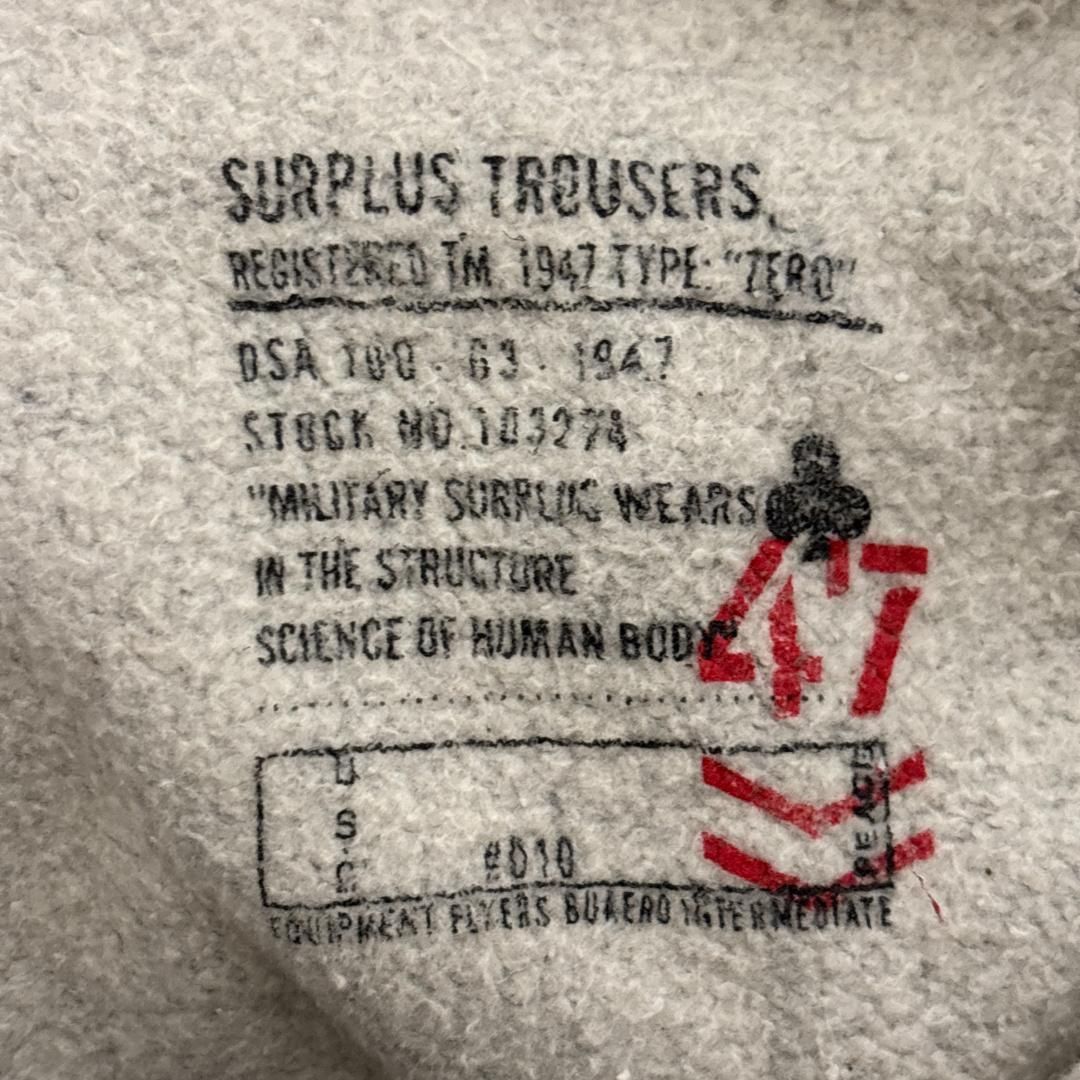 SURPLUS TROUSERS.
REGISTERED TM. 1947 TYPE: "ZERO"
DSA 100 - 63 - 1947
STOCK NO.103274
"MILITARY SURPLUS WEARS
IN THE STRUCTURE
SCIENCE OF HUMAN BODY"
47
U
S
C
#010
PEACE
EQUIPMENT FLYERS BUAERO INTERMEDIATE